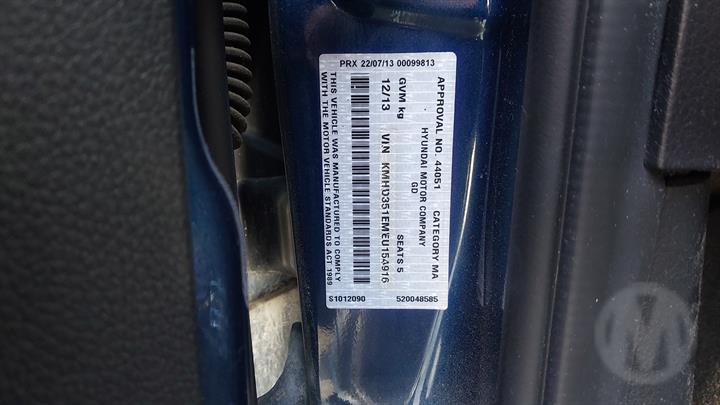 PRX 22/07/13 00099813
APPROVAL NO. 44051 CATEGORY MA
HYUNDAI MOTOR COMPANY
GD
GVM kg SEATS 5
12/13 VIN KMHD351EMEU154916
THIS VEHICLE WAS MANUFACTURED TO COMPLY
WITH THE MOTOR VEHICLE STANDARDS ACT 1989
S1012090 520048585
M